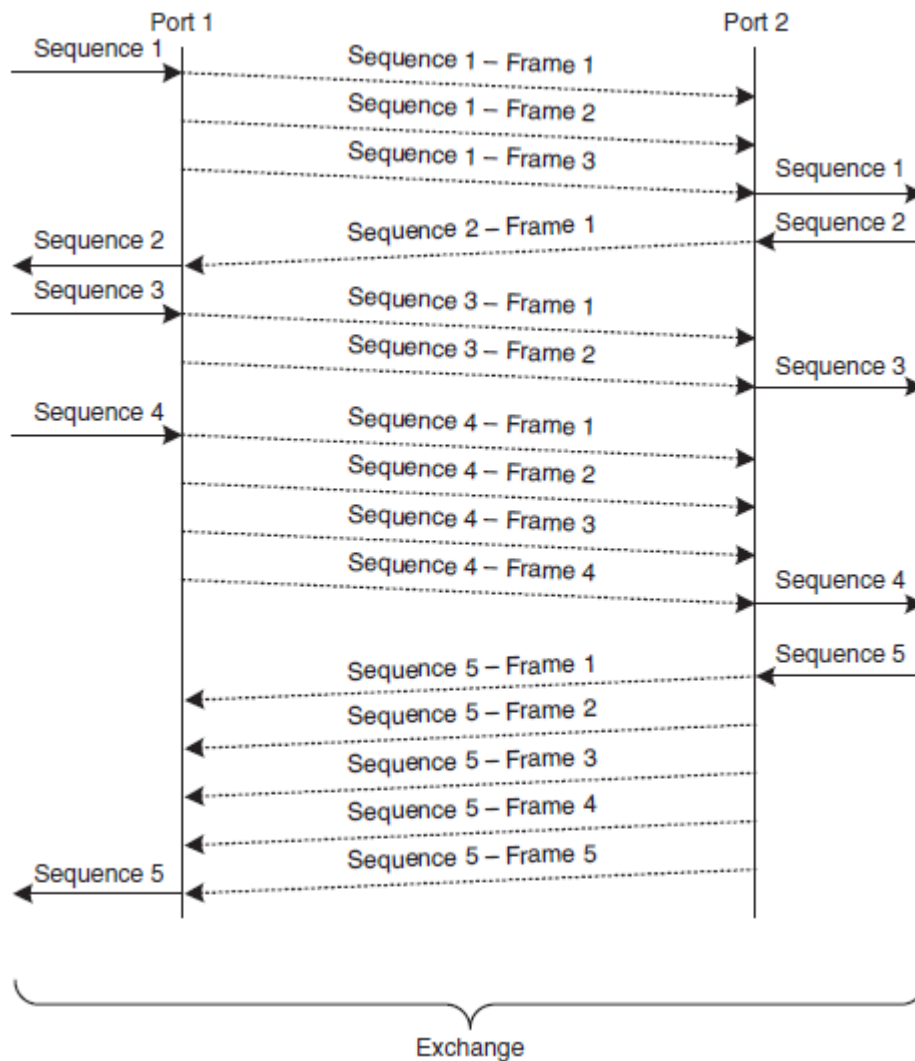 Port 1
Port 2
Sequence 1
Sequence 1 – Frame 1
Sequence 1 – Frame 2
Sequence 1 – Frame 3
Sequence 1
Sequence 2 – Frame 1
Sequence 2
Sequence 2
Sequence 3
Sequence 3 – Frame 1
Sequence 3 – Frame 2
Sequence 3
Sequence 4
Sequence 4 – Frame 1
Sequence 4 – Frame 2
Sequence 4 – Frame 3
Sequence 4 – Frame 4
Sequence 4
Sequence 5
Sequence 5 – Frame 1
Sequence 5 – Frame 2
Sequence 5 – Frame 3
Sequence 5 – Frame 4
Sequence 5 – Frame 5
Sequence 5
Exchange